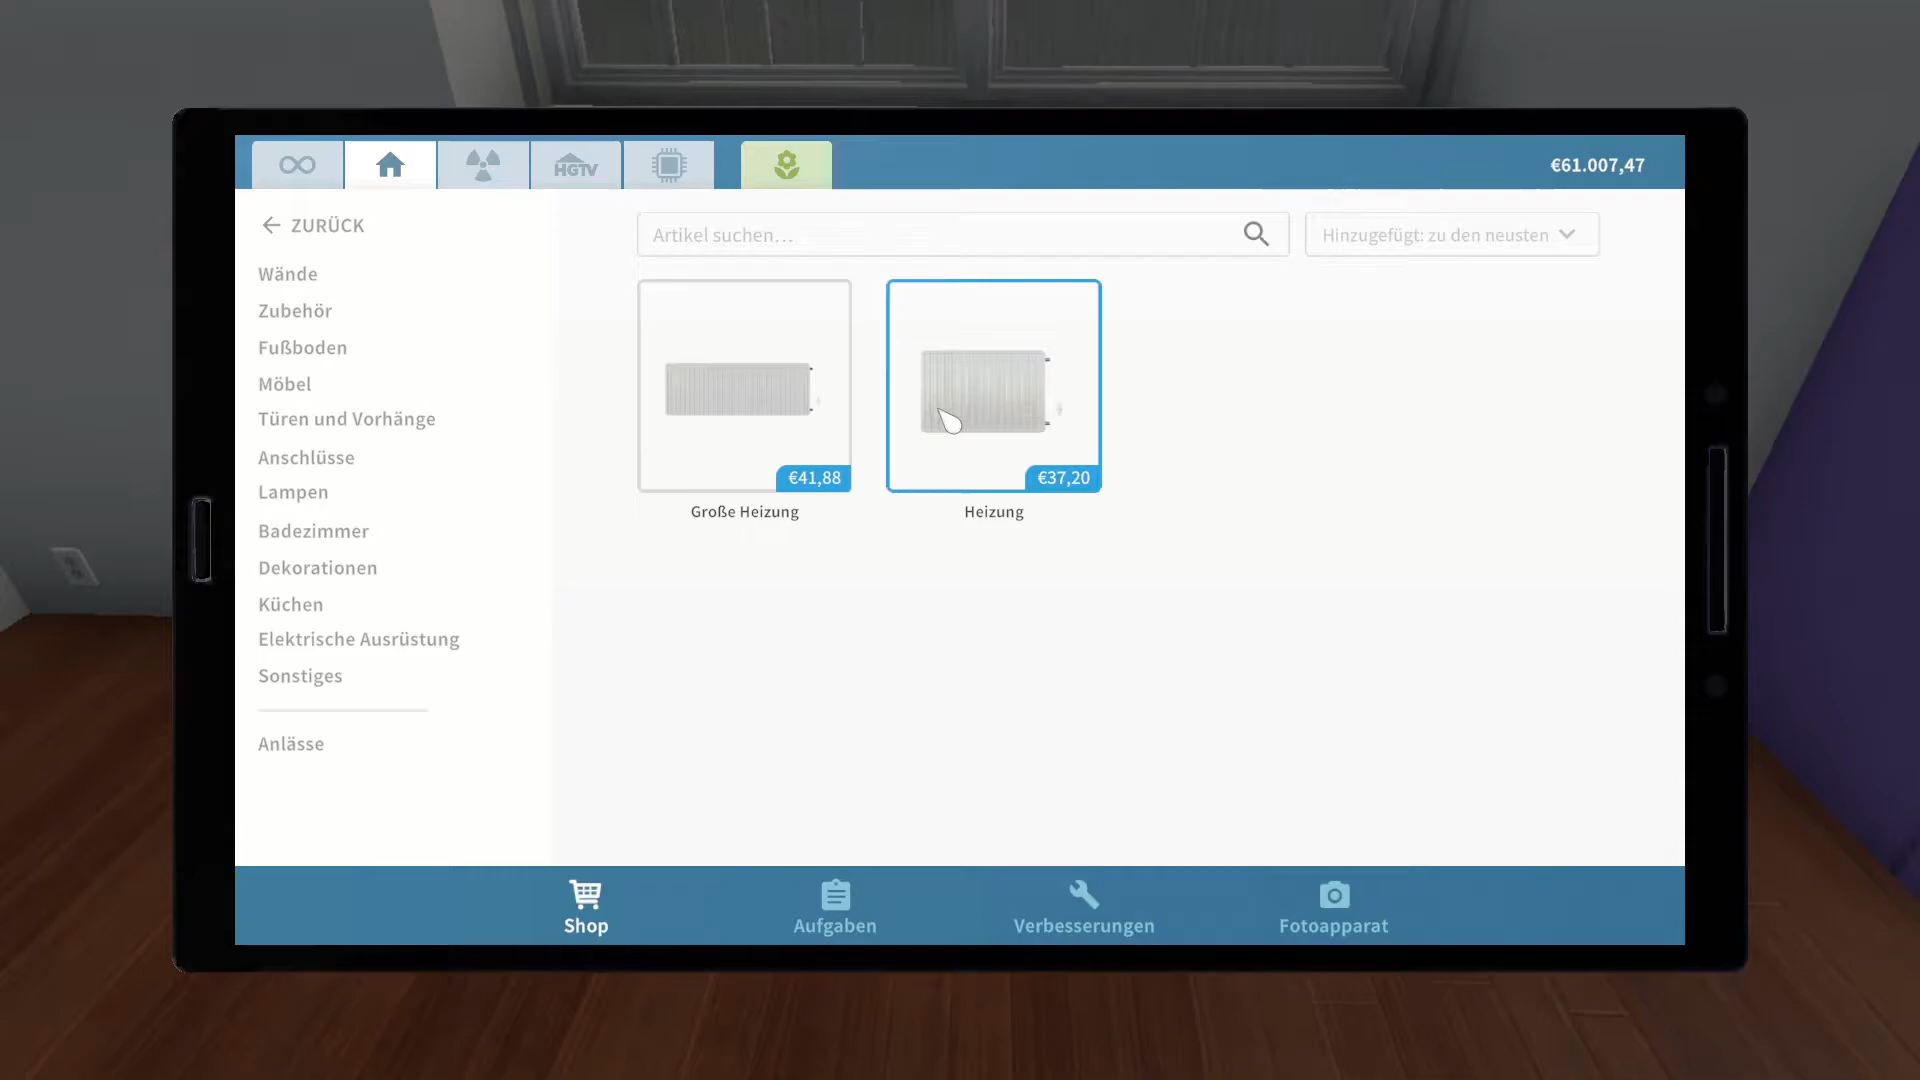 HGTV
€61.007,47
ZURÜCK
Artikel suchen...
Hinzugefügt: zu den neusten
Wände
Zubehör
Fußboden
Möbel
Türen und Vorhänge
Anschlüsse
Lampen
Badezimmer
Dekorationen
Küchen
Elektrische Ausrüstung
Sonstiges
Anlässe
€41,88
€37,20
Große Heizung
Heizung
Shop
Aufgaben
Verbesserungen
Fotoapparat